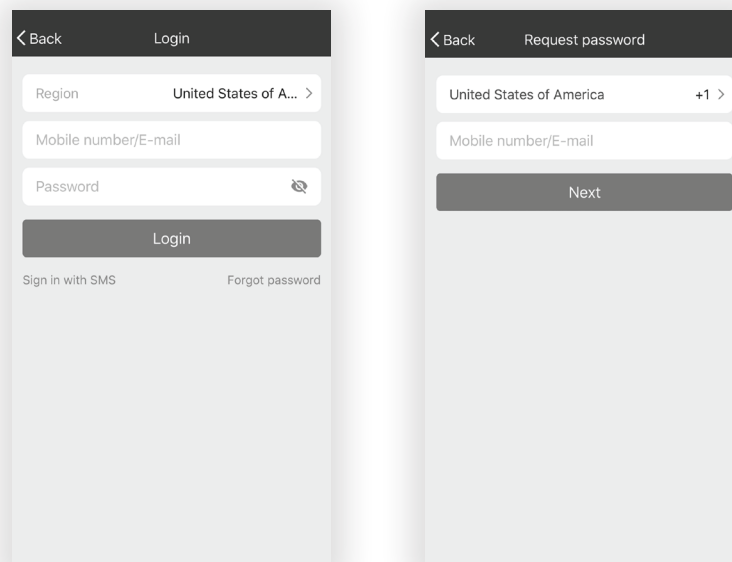 Back Login
Region United States of A...
Mobile number/E-mail
Password
Login
Sign in with SMS Forgot password
Back Request password
United States of America +1
Mobile number/E-mail
Next